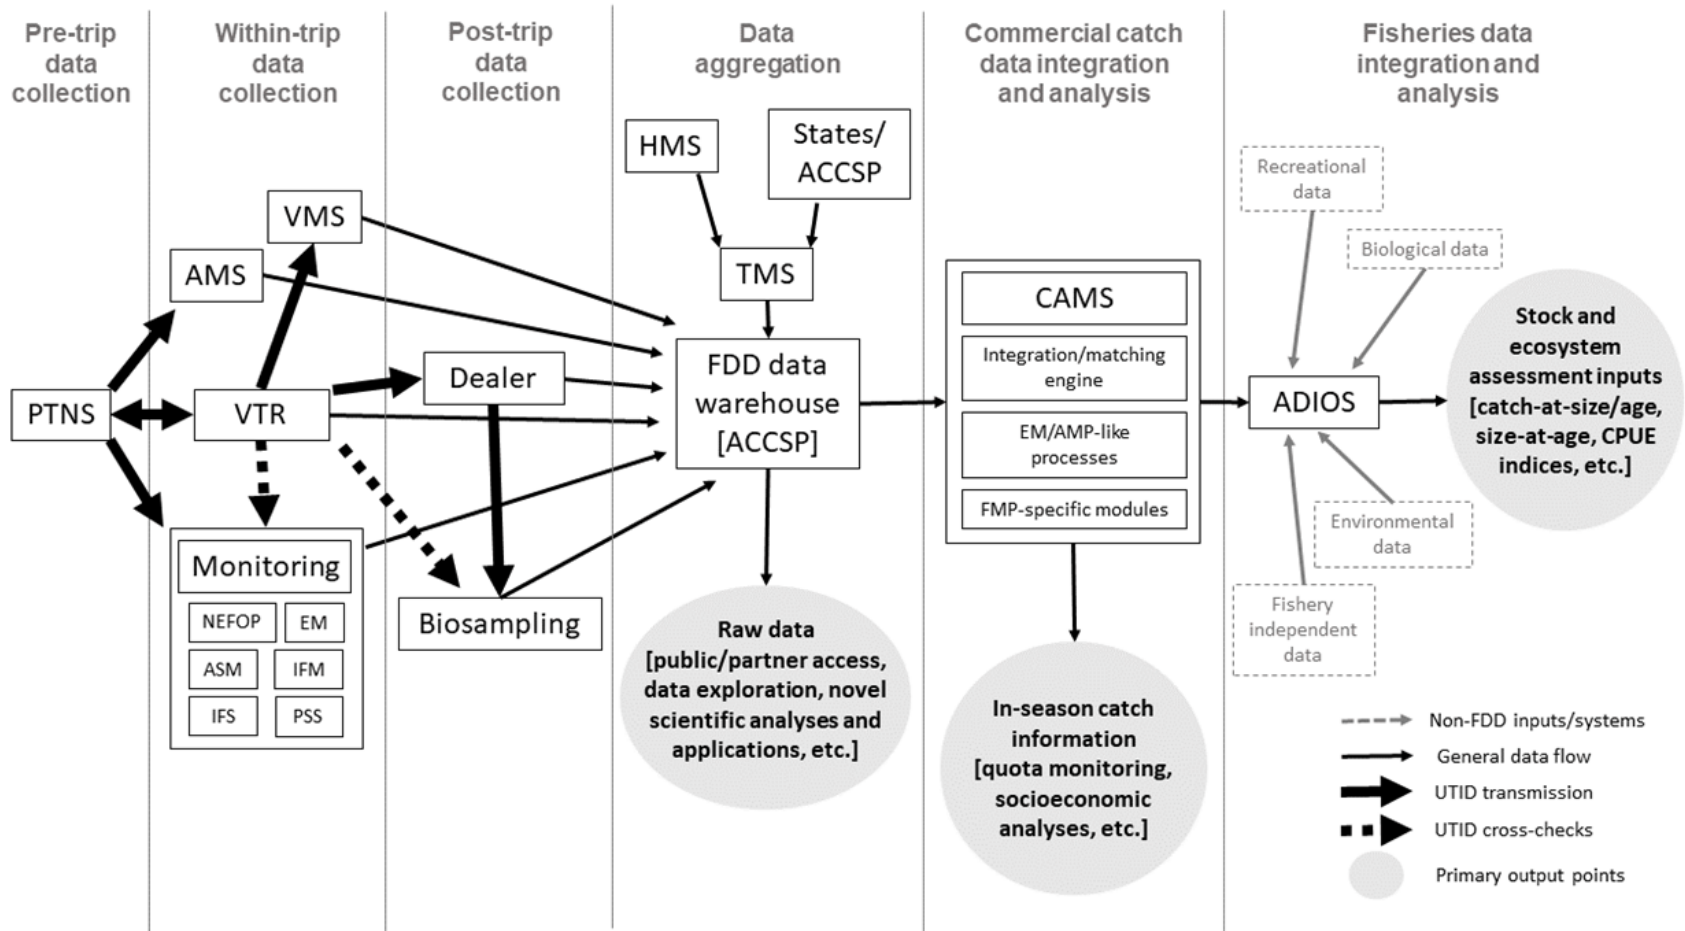 Pre-trip
data
collection
Within-trip
data
collection
Post-trip
data
collection
Data
aggregation
Commercial catch
data integration
and analysis
Fisheries data
integration and
analysis
PTNS
VMS
AMS
VTR
Monitoring
NEFOP
EM
ASM
IFM
IFS
PSS
Dealer
Biosampling
HMS
States/
ACCSP
TMS
FDD data
warehouse
[ACCSP]
Raw data
[public/partner access,
data exploration, novel
scientific analyses and
applications, etc.]
CAMS
Integration/matching
engine
EM/AMP-like
processes
FMP-specific modules
In-season catch
information
[quota monitoring,
socioeconomic
analyses, etc.]
Recreational
data
Biological data
ADIOS
Environmental
data
Fishery
independent
data
Stock and
ecosystem
assessment inputs
[catch-at-size/age,
size-at-age, CPUE
indices, etc.]
Non-FDD inputs/systems
General data flow
UTID transmission
UTID cross-checks
Primary output points